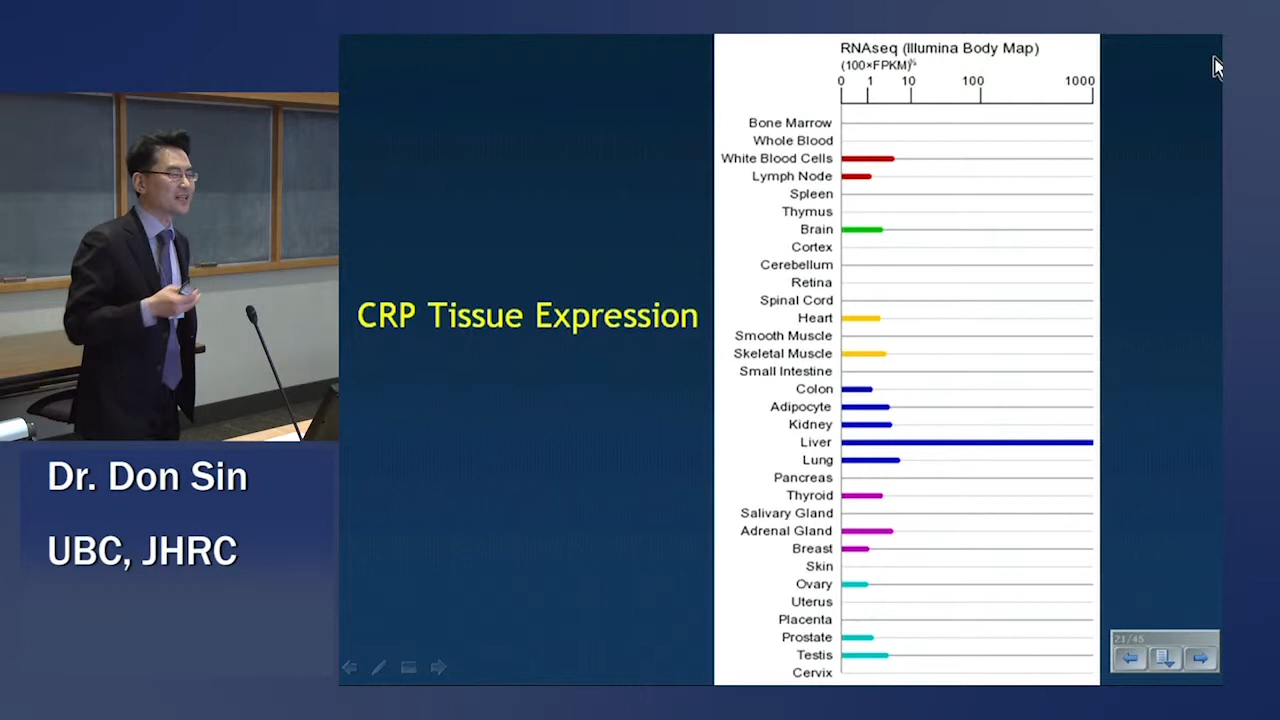 RNAseq (Illumina Body Map)
(100×FPKM)½
0 1 10 100 1000
Bone Marrow
Whole Blood
White Blood Cells
Lymph Node
Spleen
Thymus
Brain
Cortex
Cerebellum
Retina
Spinal Cord
Heart
Smooth Muscle
Skeletal Muscle
Small Intestine
Colon
Adipocyte
Kidney
Liver
Lung
Pancreas
Thyroid
Salivary Gland
Adrenal Gland
Breast
Skin
Ovary
Uterus
Placenta
Prostate
Testis
Cervix
CRP Tissue Expression
Dr. Don Sin
UBC, JHRC
21/45